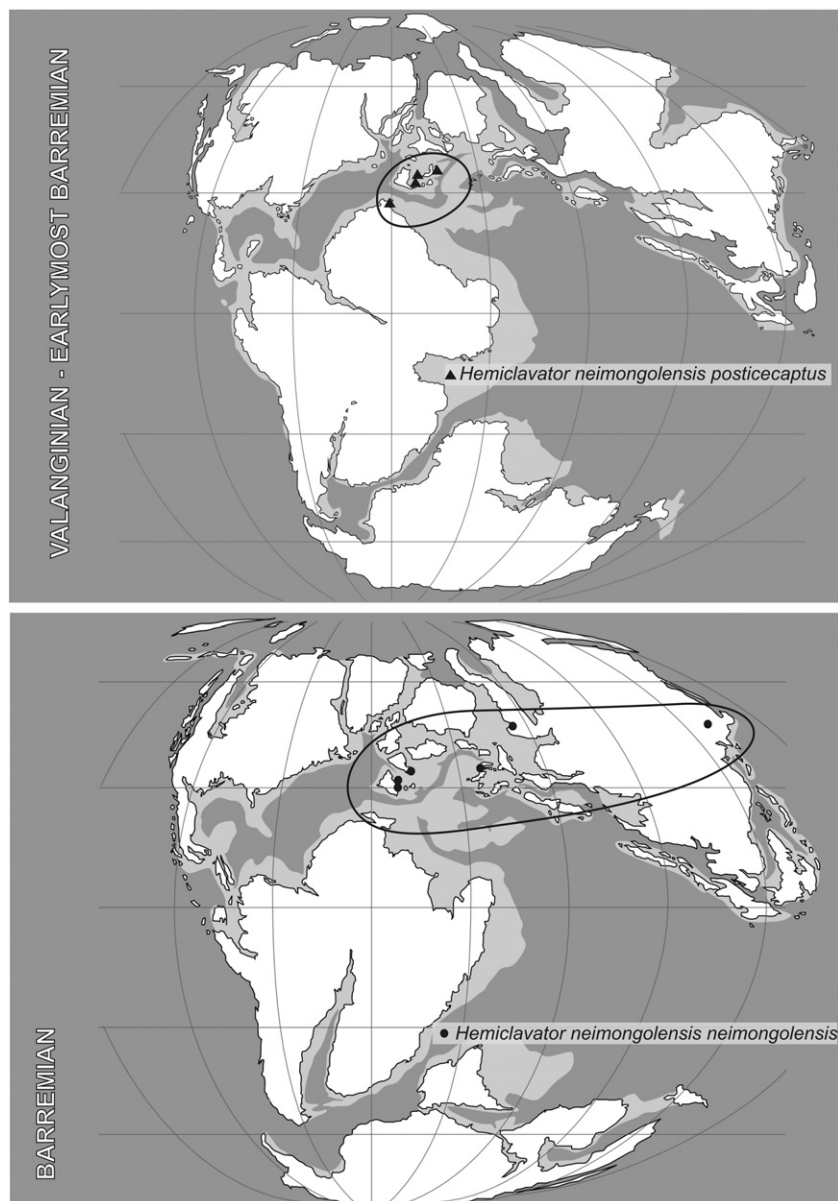 VALANGINIAN - EARLYMOST BARREMIAN
Hemiclavator neimongolensis posticecaptus
BARREMIAN
Hemiclavator neimongolensis neimongolensis